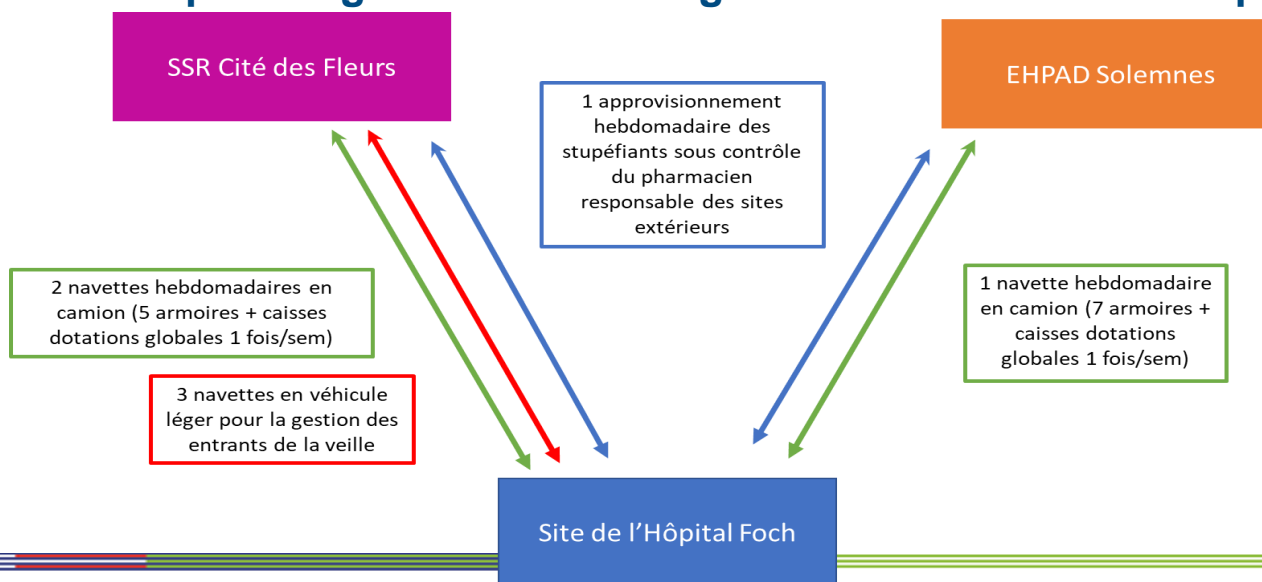 SSR Cité des Fleurs
EHPAD Solemnes
1 approvisionnement
hebdomadaire des
stupéfiants sous contrôle
du pharmacien
responsable des sites
extérieurs
2 navettes hebdomadaires en
camion (5 armoires + caisses
dotations globales 1 fois/sem)
1 navette hebdomadaire
en camion (7 armoires +
caisses dotations
globales 1 fois/sem)
3 navettes en véhicule
léger pour la gestion des
entrants de la veille
Site de l’Hôpital Foch